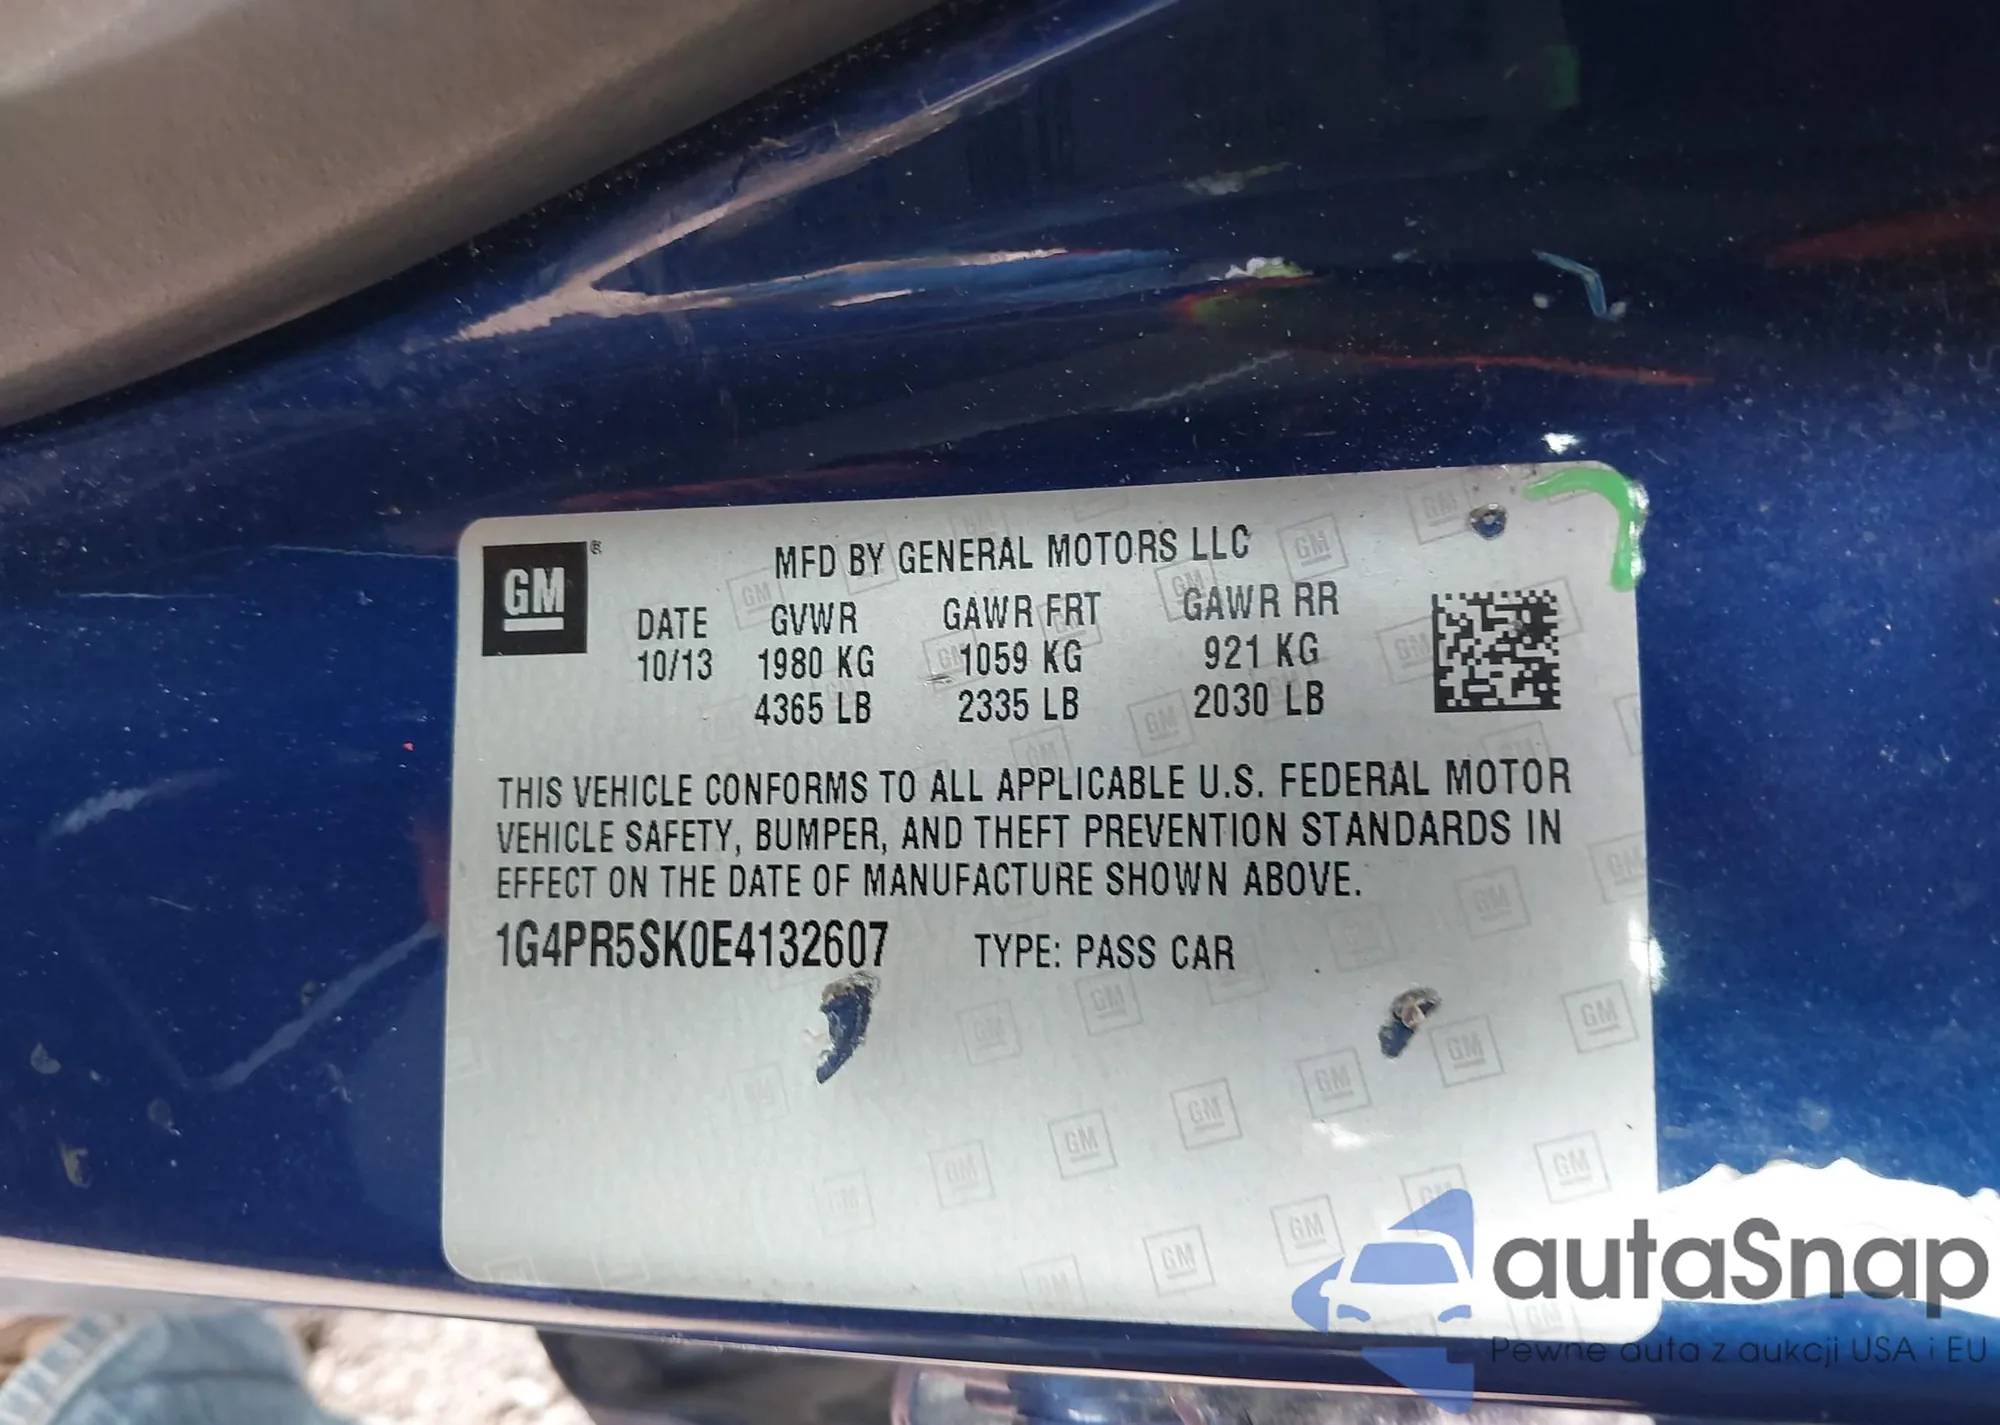 GM ®
MFD BY GENERAL MOTORS LLC
DATE GVWR GAWR FRT GAWR RR
10/13 1980 KG 1059 KG 921 KG
4365 LB 2335 LB 2030 LB
THIS VEHICLE CONFORMS TO ALL APPLICABLE U.S. FEDERAL MOTOR
VEHICLE SAFETY, BUMPER, AND THEFT PREVENTION STANDARDS IN
EFFECT ON THE DATE OF MANUFACTURE SHOWN ABOVE.
1G4PR5SK0E4132607 TYPE: PASS CAR
autaSnap
Pewne auta z aukcji USA i EU